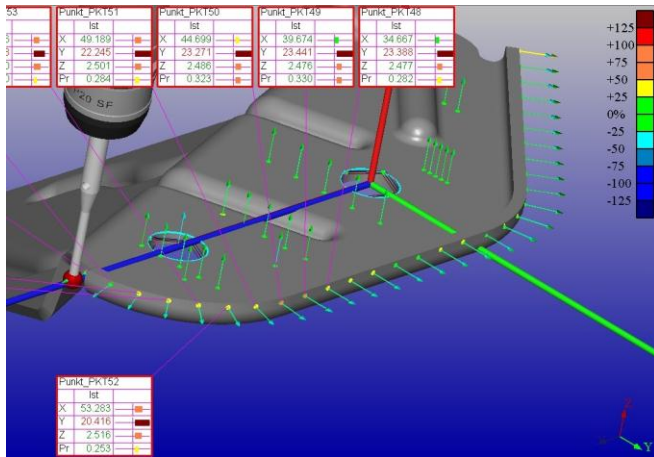 53
Punkt_PKT51
Ist
X 49.189
Y 22.245
Z 2.501
Pr 0.284
Punkt_PKT50
Ist
X 44.699
Y 23.271
Z 2.486
Pr 0.323
Punkt_PKT49
Ist
X 39.674
Y 23.441
Z 2.476
Pr 0.330
Punkt_PKT48
Ist
X 34.667
Y 23.388
Z 2.477
Pr 0.282
+125
+100
+75
+50
+25
0%
-25
-50
-75
-100
-125
20 SF
Punkt_PKT52
Ist
X 53.283
Y 20.416
Z 2.516
Pr 0.253
Z
Y